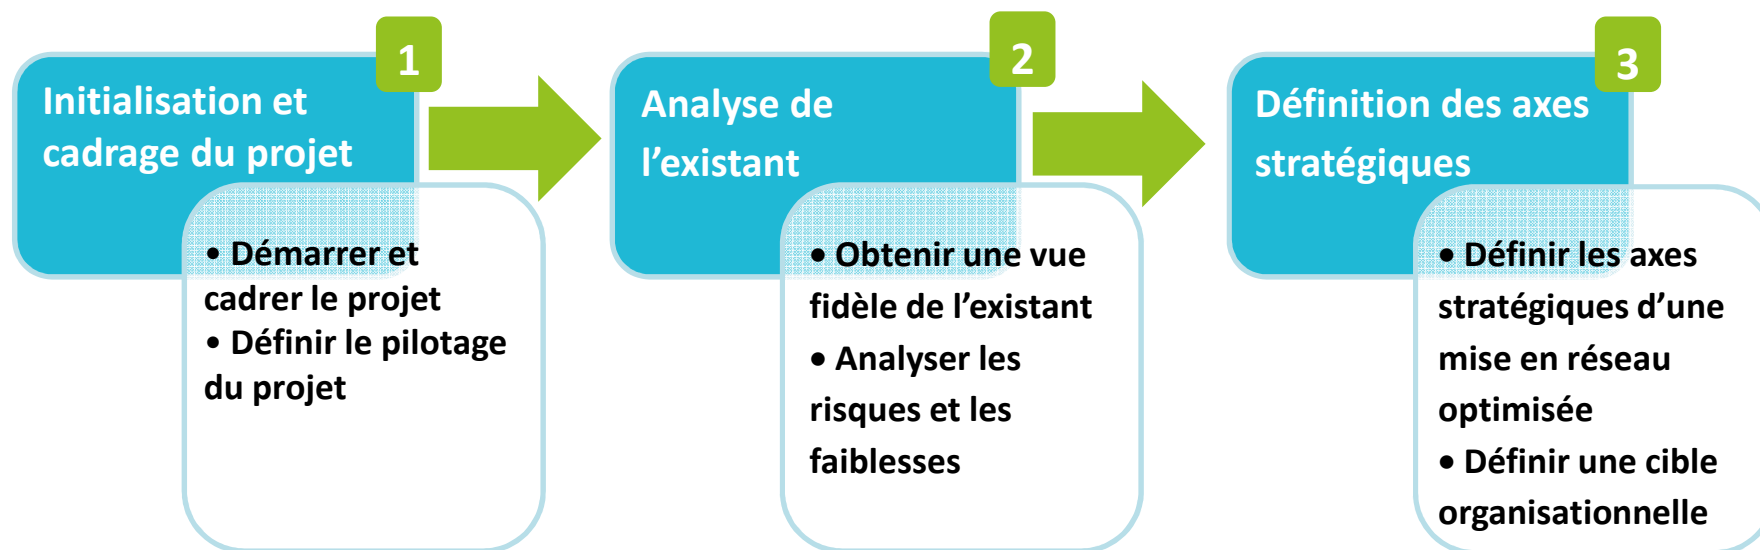 1
Initialisation et
cadrage du projet
• Démarrer et
cadrer le projet
• Définir le pilotage
du projet
2
Analyse de
l’existant
• Obtenir une vue
fidèle de l’existant
• Analyser les
risques et les
faiblesses
3
Définition des axes
stratégiques
• Définir les axes
stratégiques d’une
mise en réseau
optimisée
• Définir une cible
organisationnelle